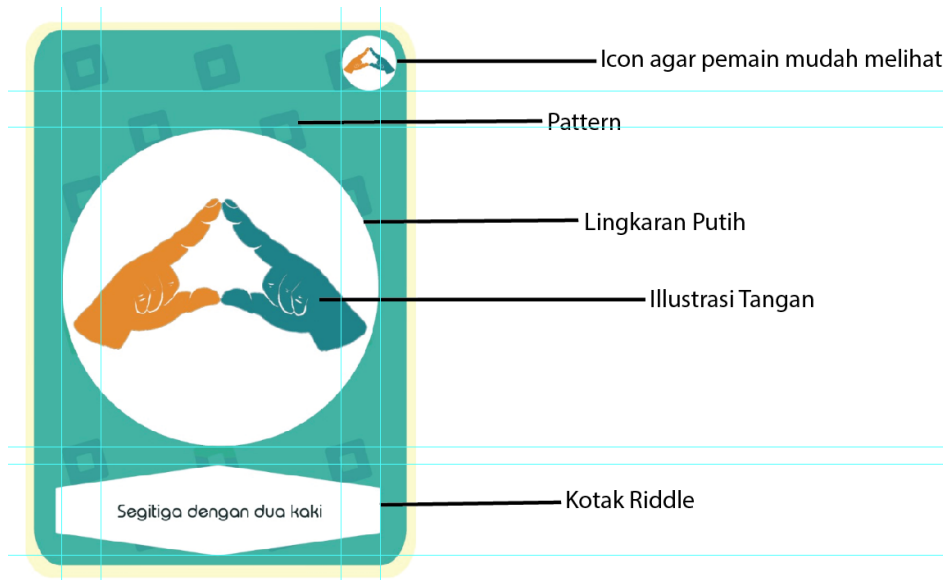 Icon agar pemain mudah melihat
Pattern
Lingkaran Putih
Illustrasi Tangan
Kotak Riddle
Segitiga dengan dua kaki